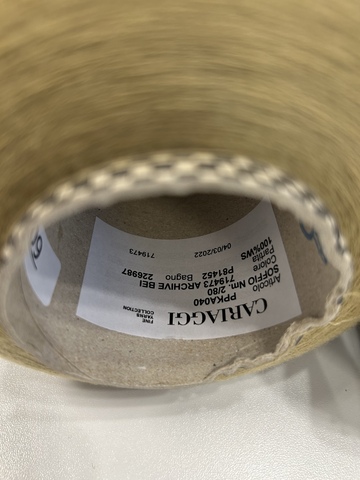 CARIAGGI
FINE
YARNS
COLLECTION
Articolo PPKA040
SOFFIO Nm. 2/80
Colore 719473 ARCHIVE BEI
Partita P81452 Bagno 226987
100%WS
04/03/2022 719473